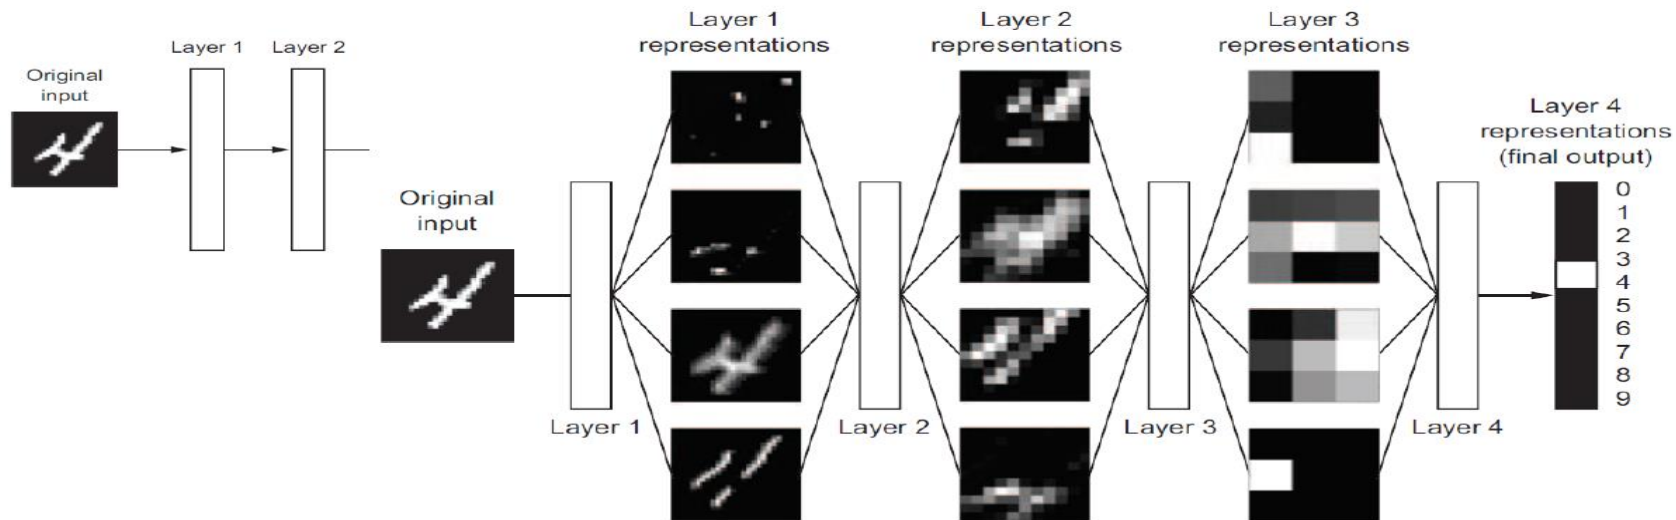 Original
input
Layer 1
Layer 2
Original
input
Layer 1
Layer 1
representations
Layer 2
Layer 2
representations
Layer 3
Layer 3
representations
Layer 4
Layer 4
representations
(final output)
0
1
2
3
4
5
6
7
8
9